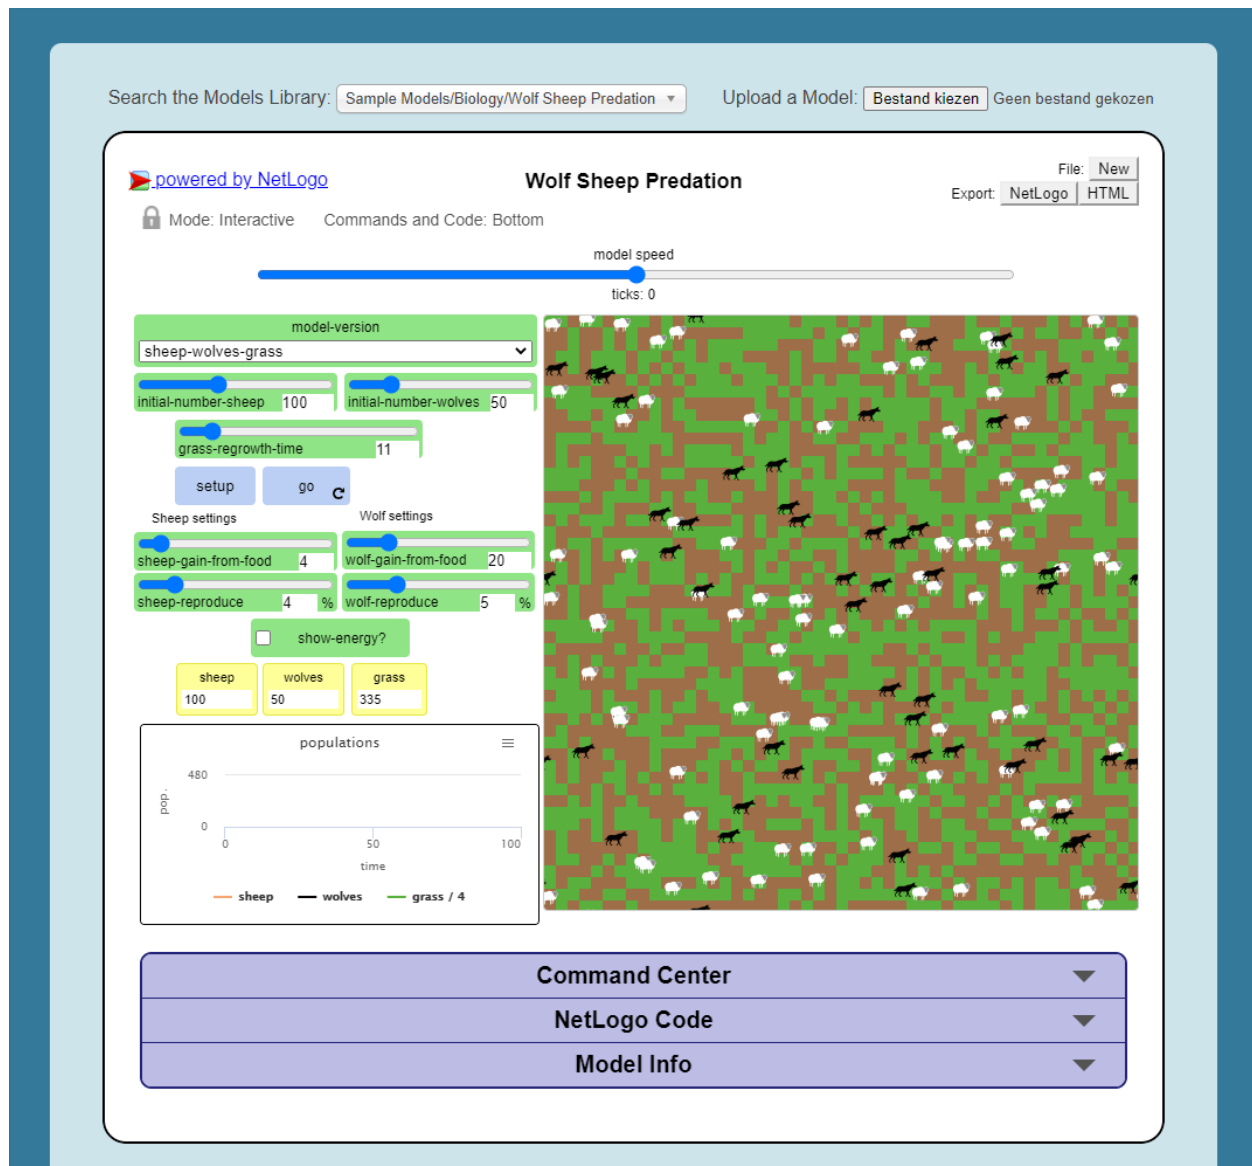 Search the Models Library: Sample Models/Biology/Wolf Sheep Predation Upload a Model: Bestand kiezen Geen bestand gekozen
powered by NetLogo
Wolf Sheep Predation
File: New
Export: NetLogo HTML
Mode: Interactive Commands and Code: Bottom
model speed
ticks: 0
model-version
sheep-wolves-grass
initial-number-sheep 100 initial-number-wolves 50
grass-regrowth-time 11
setup go
Sheep settings Wolf settings
sheep-gain-from-food 4 wolf-gain-from-food 20
sheep-reproduce 4 % wolf-reproduce 5 %
show-energy?
sheep wolves grass
100 50 335
populations
480
pop.
0
0 50 100
time
sheep wolves grass / 4
Command Center
NetLogo Code
Model Info